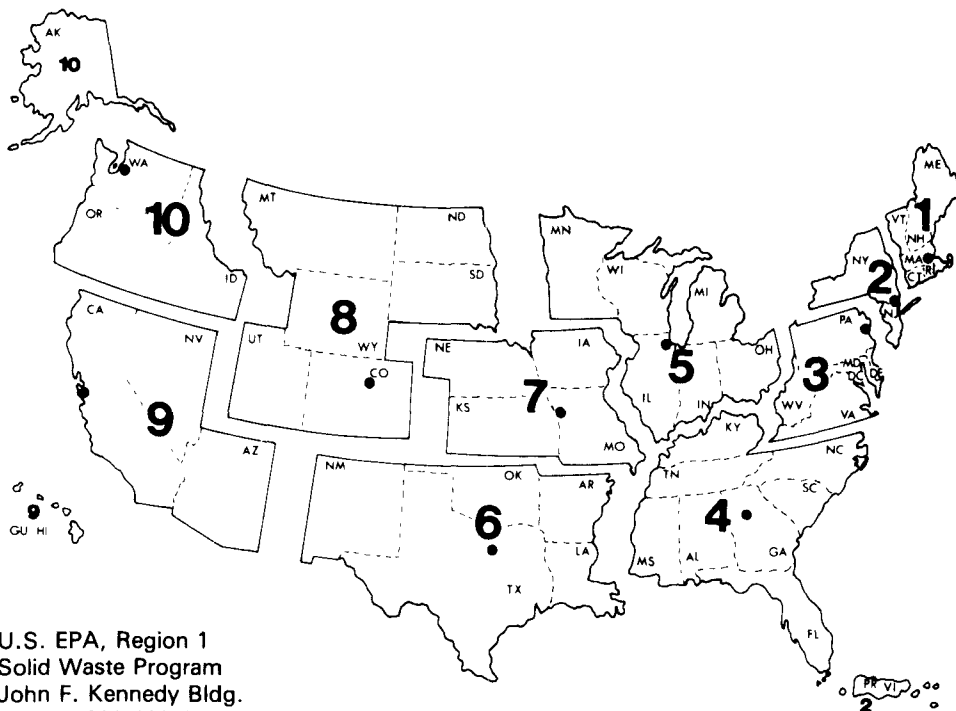 AK
10
WA
OR
10
ID
MT
ND
SD
8
WY
UT
CO
CA
NV
9
AZ
9
GU HI
NE
IA
KS
7
MO
NM
OK
AR
6
LA
TX
MN
WI
MI
5
OH
IL
IN
KY
TN
NC
SC
4
MS
AL
GA
FL
ME
VT
1
NH
MA
RI
CT
NY
2
NJ
PA
MD
DE
DC
3
WV
VA
PR VI
2
U.S. EPA, Region 1
Solid Waste Program
John F. Kennedy Bldg.